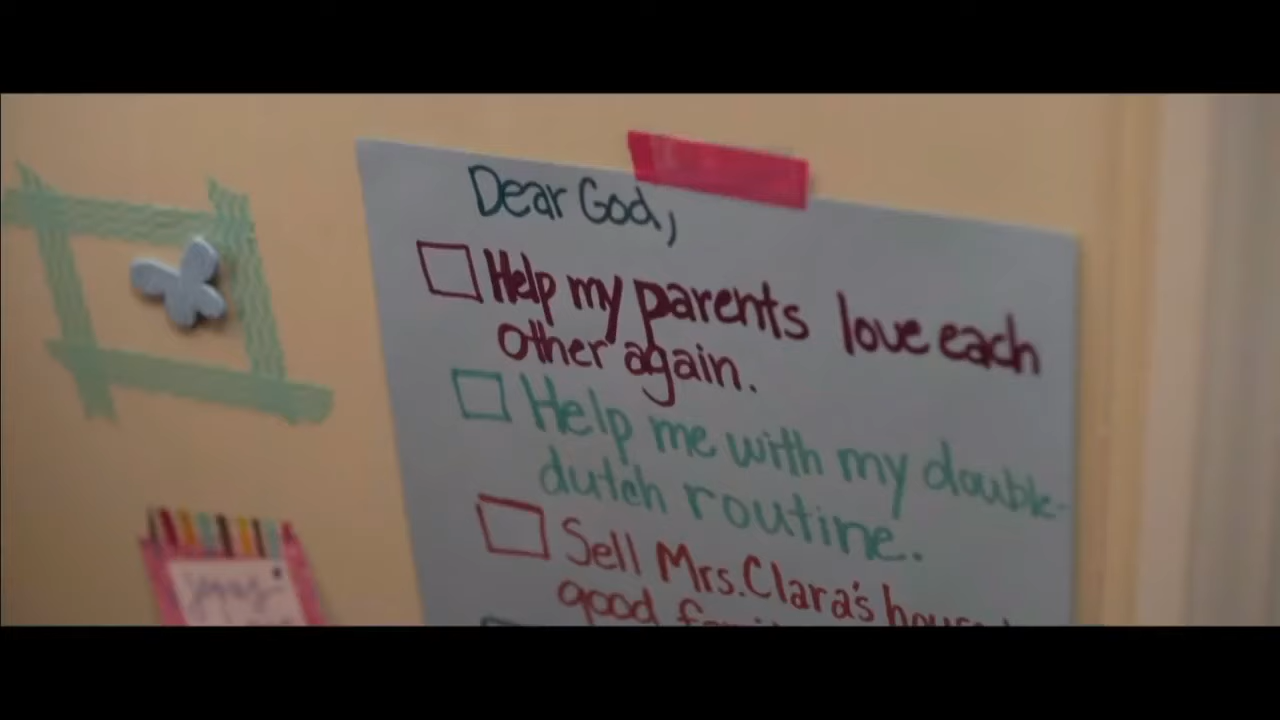 Dear God,
Help my parents love each
other again.
Help me with my double-
dutch routine.
Sell Mrs. Clara's
good